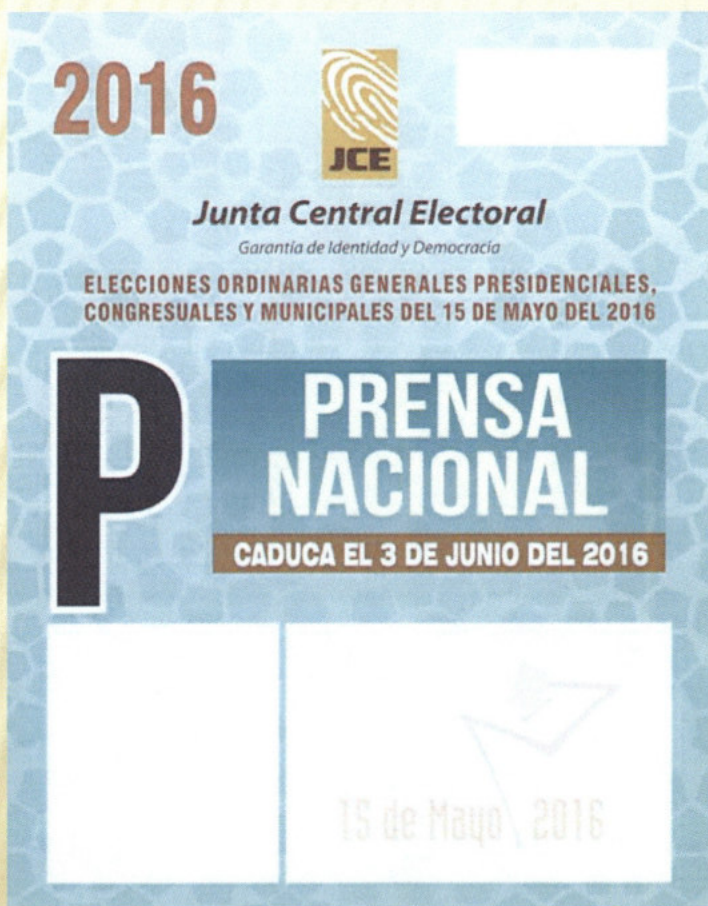 2016
JCE
Junta Central Electoral
Garantía de Identidad y Democracia
ELECCIONES ORDINARIAS GENERALES PRESIDENCIALES,
CONGRESUALES Y MUNICIPALES DEL 15 DE MAYO DEL 2016
P
PRENSA
NACIONAL
CADUCA EL 3 DE JUNIO DEL 2016
15 de Mayo 2016